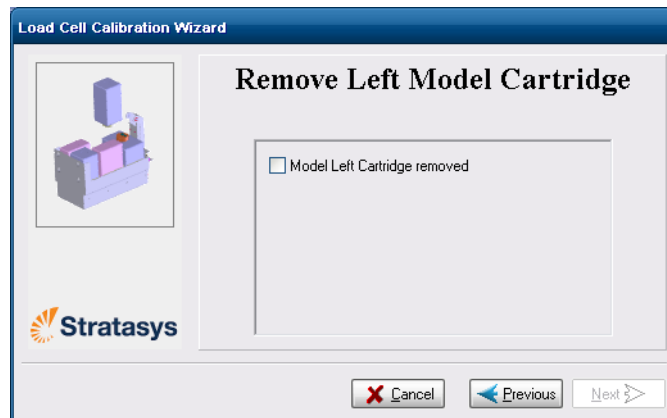 Load Cell Calibration Wizard
Remove Left Model Cartridge
Model Left Cartridge removed
Stratasys
Cancel
Previous
Next